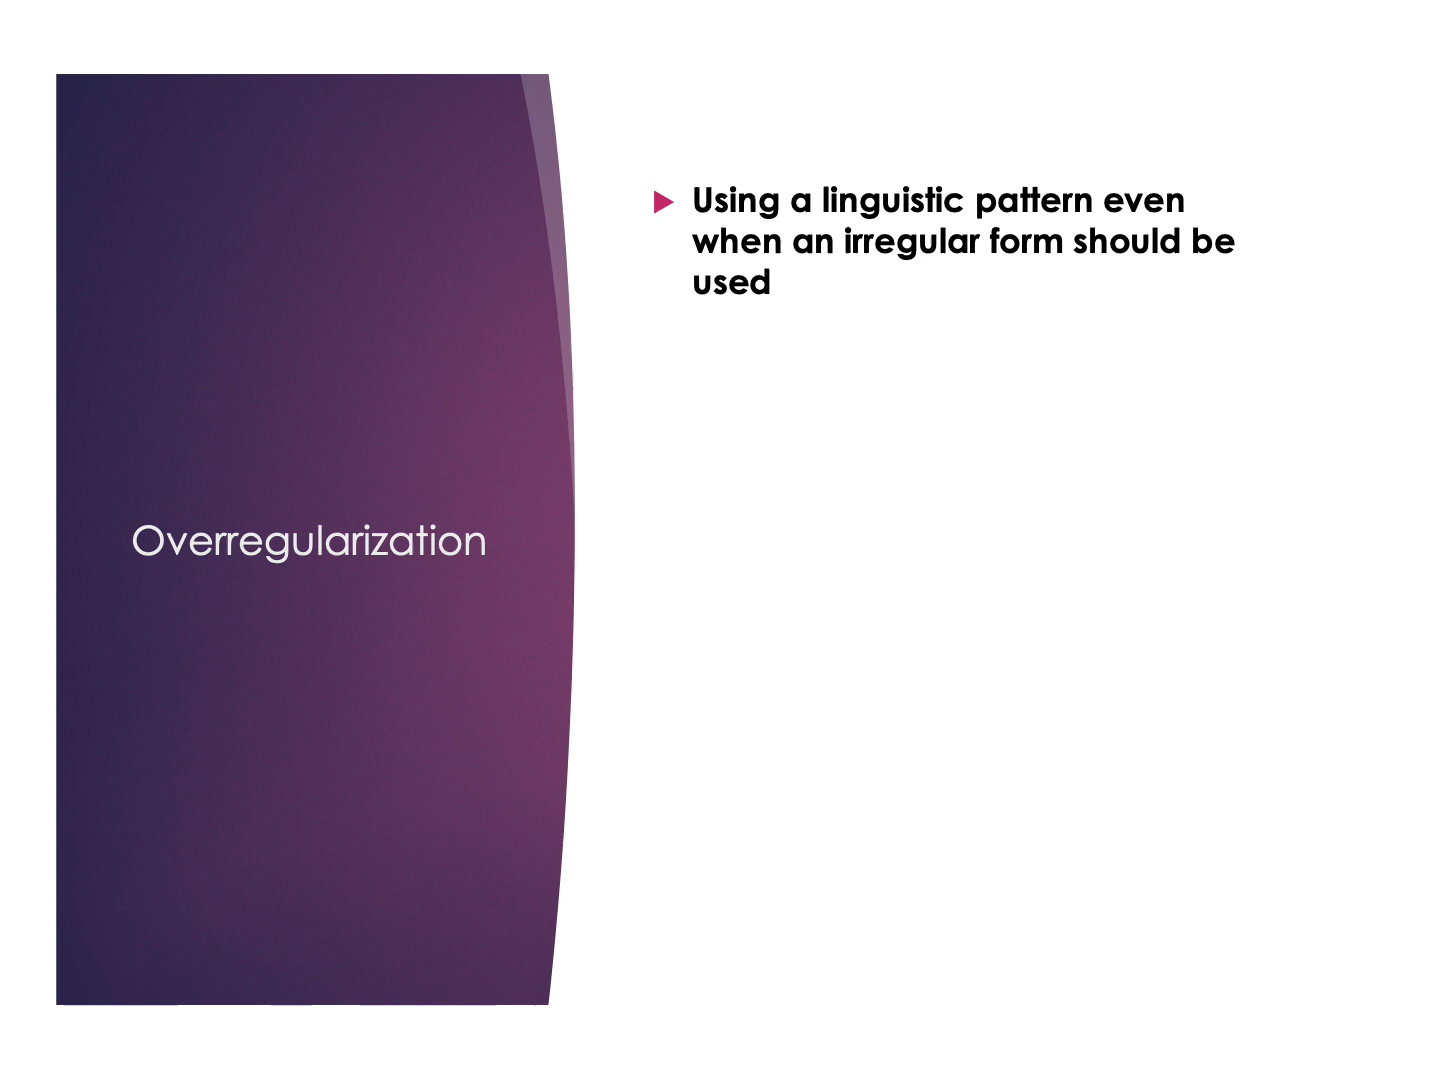 Overregularization
Using a linguistic pattern even
when an irregular form should be
used